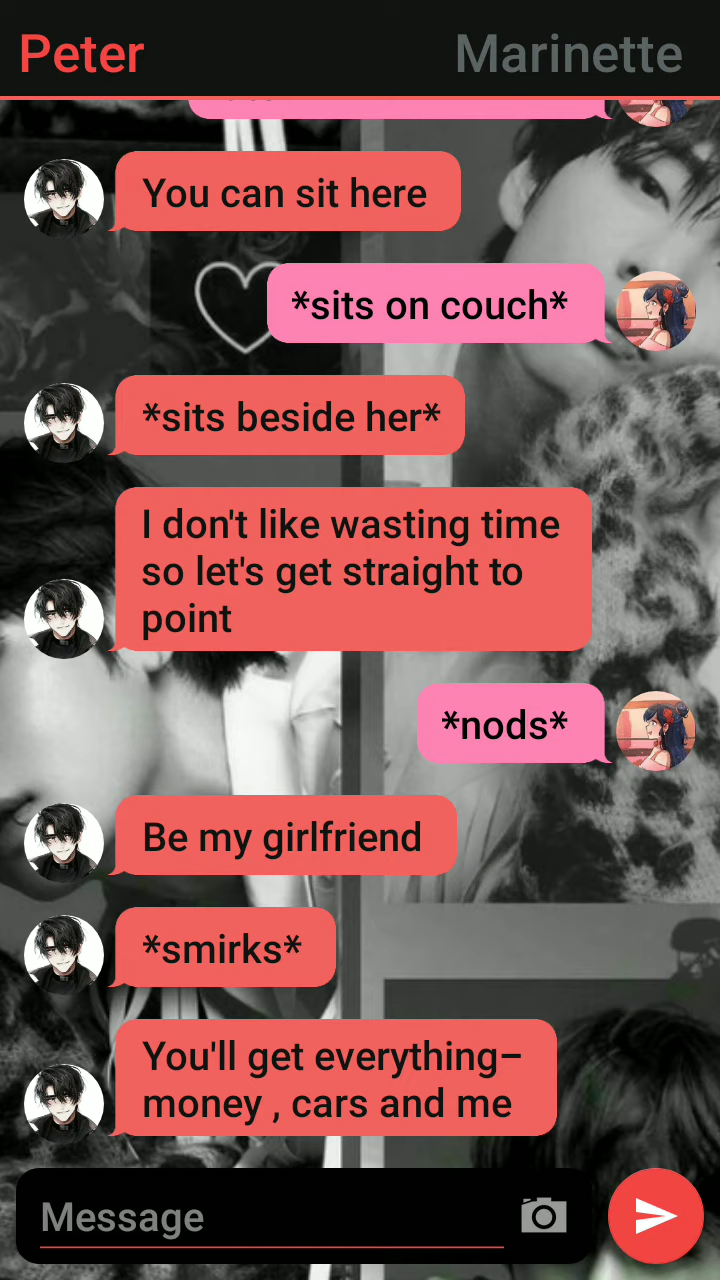 Peter
Marinette
You can sit here
*sits on couch*
*sits beside her*
I don't like wasting time
so let's get straight to
point
*nods*
Be my girlfriend
*smirks*
You'll get everything–
money , cars and me
Message